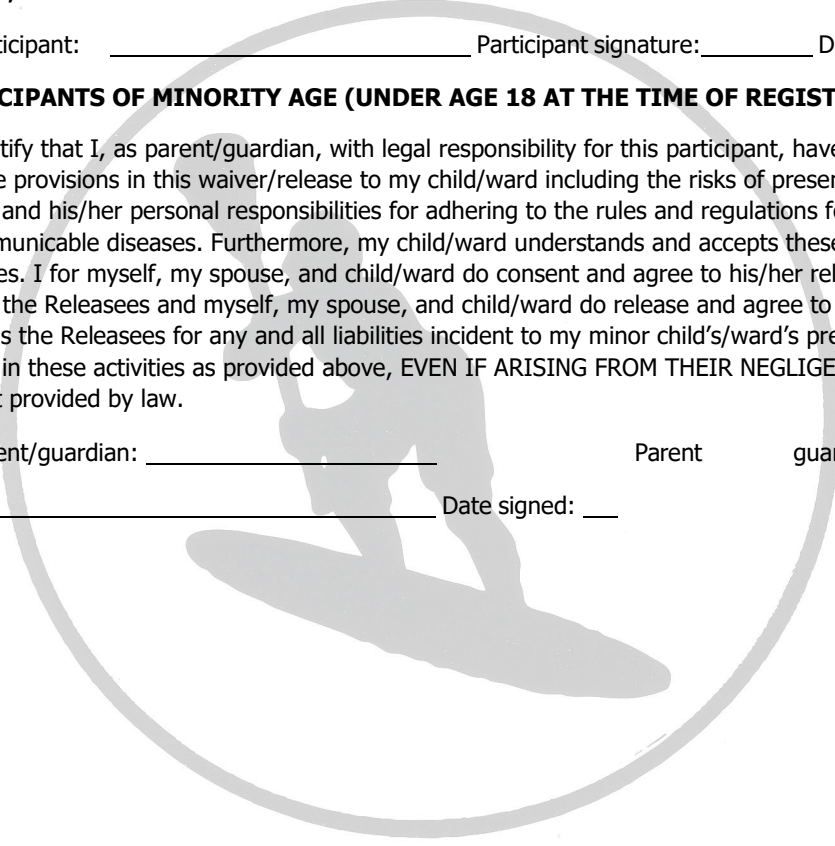 ticipant: Participant signature: D
CIPANTS OF MINORITY AGE (UNDER AGE 18 AT THE TIME OF REGIST
tify that I, as parent/guardian, with legal responsibility for this participant, have
e provisions in this waiver/release to my child/ward including the risks of presen
and his/her personal responsibilities for adhering to the rules and regulations f
municable diseases. Furthermore, my child/ward understands and accepts these
es. I for myself, my spouse, and child/ward do consent and agree to his/her rel
the Releasees and myself, my spouse, and child/ward do release and agree to
s the Releasees for any and all liabilities incident to my minor child's/ward's pre
in these activities as provided above, EVEN IF ARISING FROM THEIR NEGLIGE
t provided by law.
ent/guardian: Parent guar
Date signed: